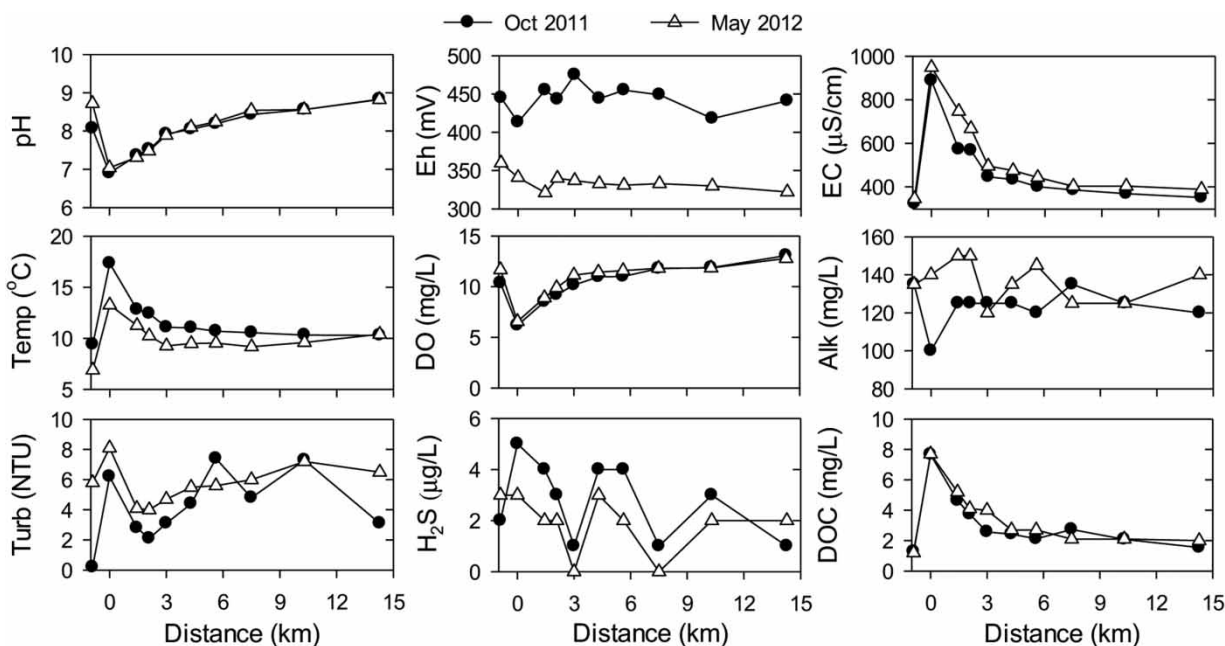 Oct 2011 May 2012
10
9
8
7
6
pH
500
450
400
350
300
Eh (mV)
1000
800
600
400
EC (μS/cm)
20
15
10
5
Temp (°C)
15
10
5
0
DO (mg/L)
160
140
120
100
80
Alk (mg/L)
10
8
6
4
2
0
Turb (NTU)
0 3 6 9 12 15
Distance (km)
6
4
2
0
H₂S (μg/L)
0 3 6 9 12 15
Distance (km)
10
8
6
4
2
0
DOC (mg/L)
0 3 6 9 12 15
Distance (km)